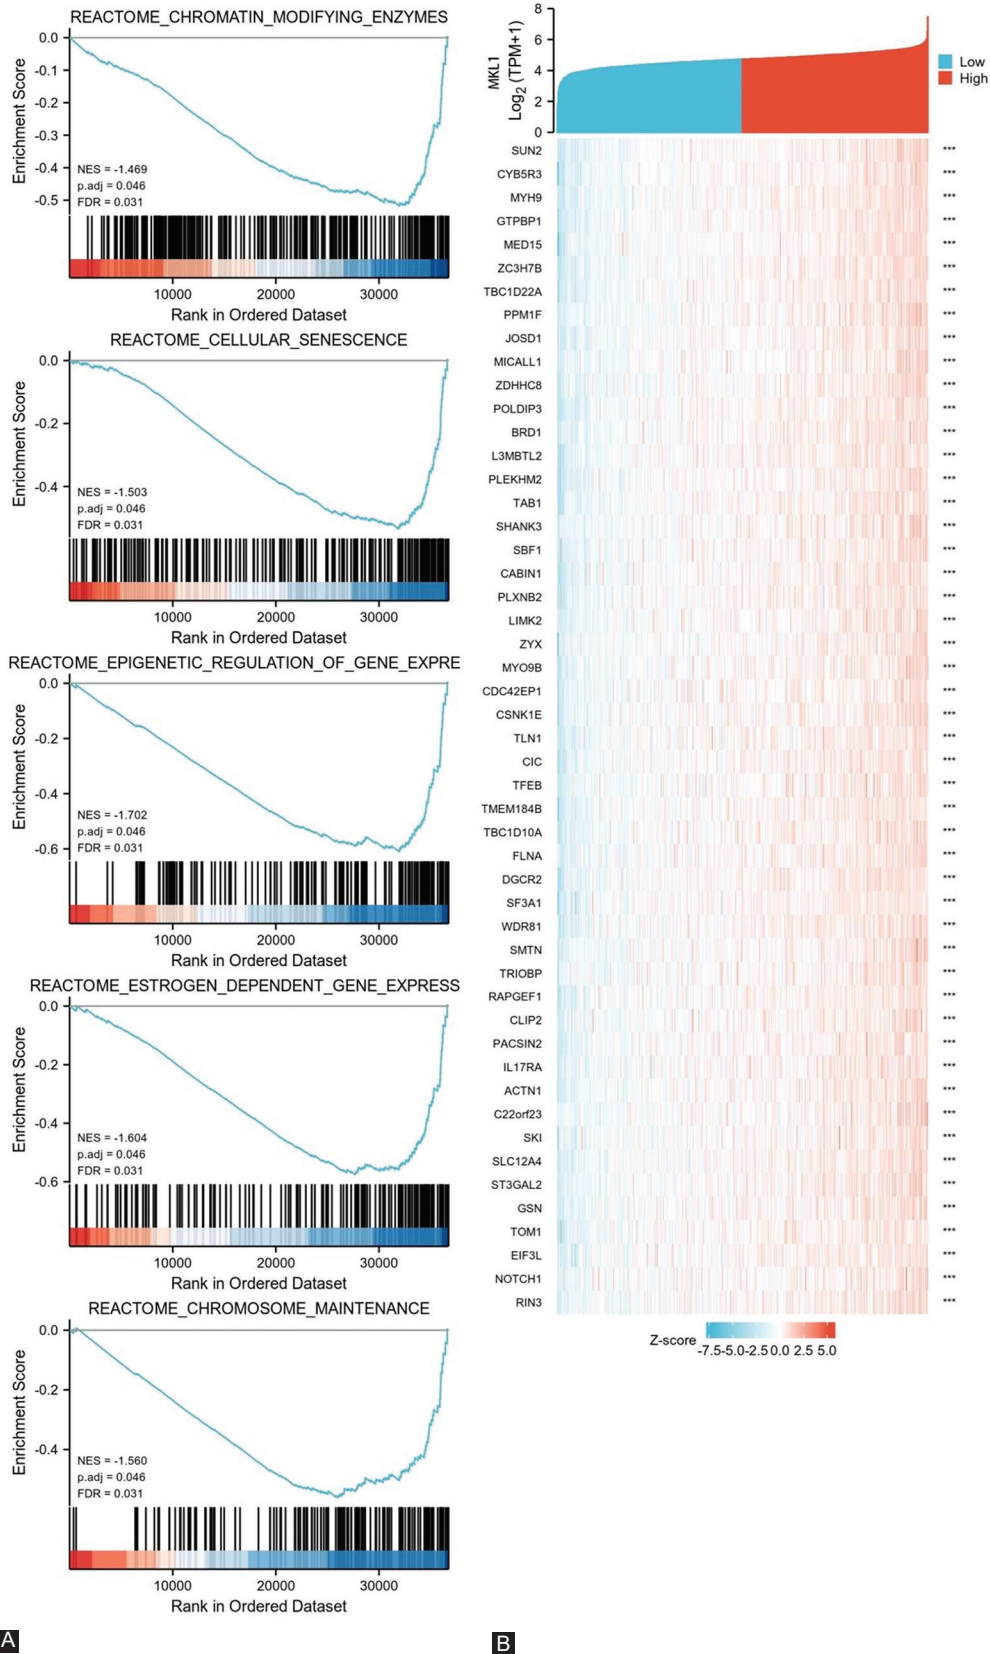 REACTOME_CHROMATIN_MODIFYING_ENZYMES
Enrichment Score
0.0
-0.1
-0.2
-0.3
-0.4
-0.5
NES = -1.469
p.adj = 0.046
FDR = 0.031
10000 20000 30000
Rank in Ordered Dataset
REACTOME_CELLULAR_SENESCENCE
Enrichment Score
0.0
-0.2
-0.4
NES = -1.503
p.adj = 0.046
FDR = 0.031
10000 20000 30000
Rank in Ordered Dataset
REACTOME_EPIGENETIC_REGULATION_OF_GENE_EXPRE
Enrichment Score
0.0
-0.2
-0.4
-0.6
NES = -1.702
p.adj = 0.046
FDR = 0.031
10000 20000 30000
Rank in Ordered Dataset
REACTOME_ESTROGEN_DEPENDENT_GENE_EXPRESS
Enrichment Score
0.0
-0.2
-0.4
-0.6
NES = -1.604
p.adj = 0.046
FDR = 0.031
10000 20000 30000
Rank in Ordered Dataset
REACTOME_CHROMOSOME_MAINTENANCE
Enrichment Score
0.0
-0.2
-0.4
NES = -1.560
p.adj = 0.046
FDR = 0.031
10000 20000 30000
Rank in Ordered Dataset
A
MKL1
Log2 (TPM+1)
8
6
4
2
0
Low
High
SUN2 ***
CYB5R3 ***
MYH9 ***
GTPBP1 ***
MED15 ***
ZC3H7B ***
TBC1D22A ***
PPM1F ***
JOSD1 ***
MICALL1 ***
ZDHHC8 ***
POLDIP3 ***
BRD1 ***
L3MBTL2 ***
PLEKHM2 ***
TAB1 ***
SHANK3 ***
SBF1 ***
CABIN1 ***
PLXNB2 ***
LIMK2 ***
ZYX ***
MYO9B ***
CDC42EP1 ***
CSNK1E ***
TLN1 ***
CIC ***
TFEB ***
TMEM184B ***
TBC1D10A ***
FLNA ***
DGCR2 ***
SF3A1 ***
WDR81 ***
SMTN ***
TRIOBP ***
RAPGEF1 ***
CLIP2 ***
PACSIN2 ***
IL17RA ***
ACTN1 ***
C22orf23 ***
SKI ***
SLC12A4 ***
ST3GAL2 ***
GSN ***
TOM1 ***
EIF3L ***
NOTCH1 ***
RIN3 ***
Z-score
-7.5 -5.0 -2.5 0.0 2.5 5.0
B